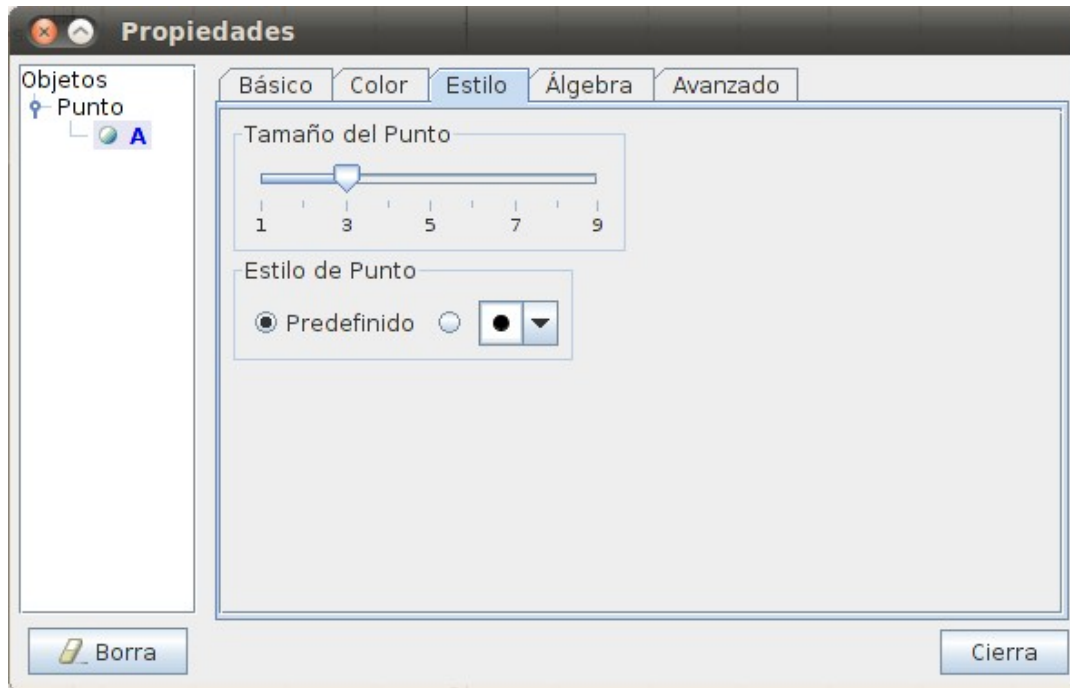 Propiedades
Objetos
Punto
A
Básico Color Estilo Álgebra Avanzado
Tamaño del Punto
1 3 5 7 9
Estilo de Punto
Predefinido
Borra
Cierra